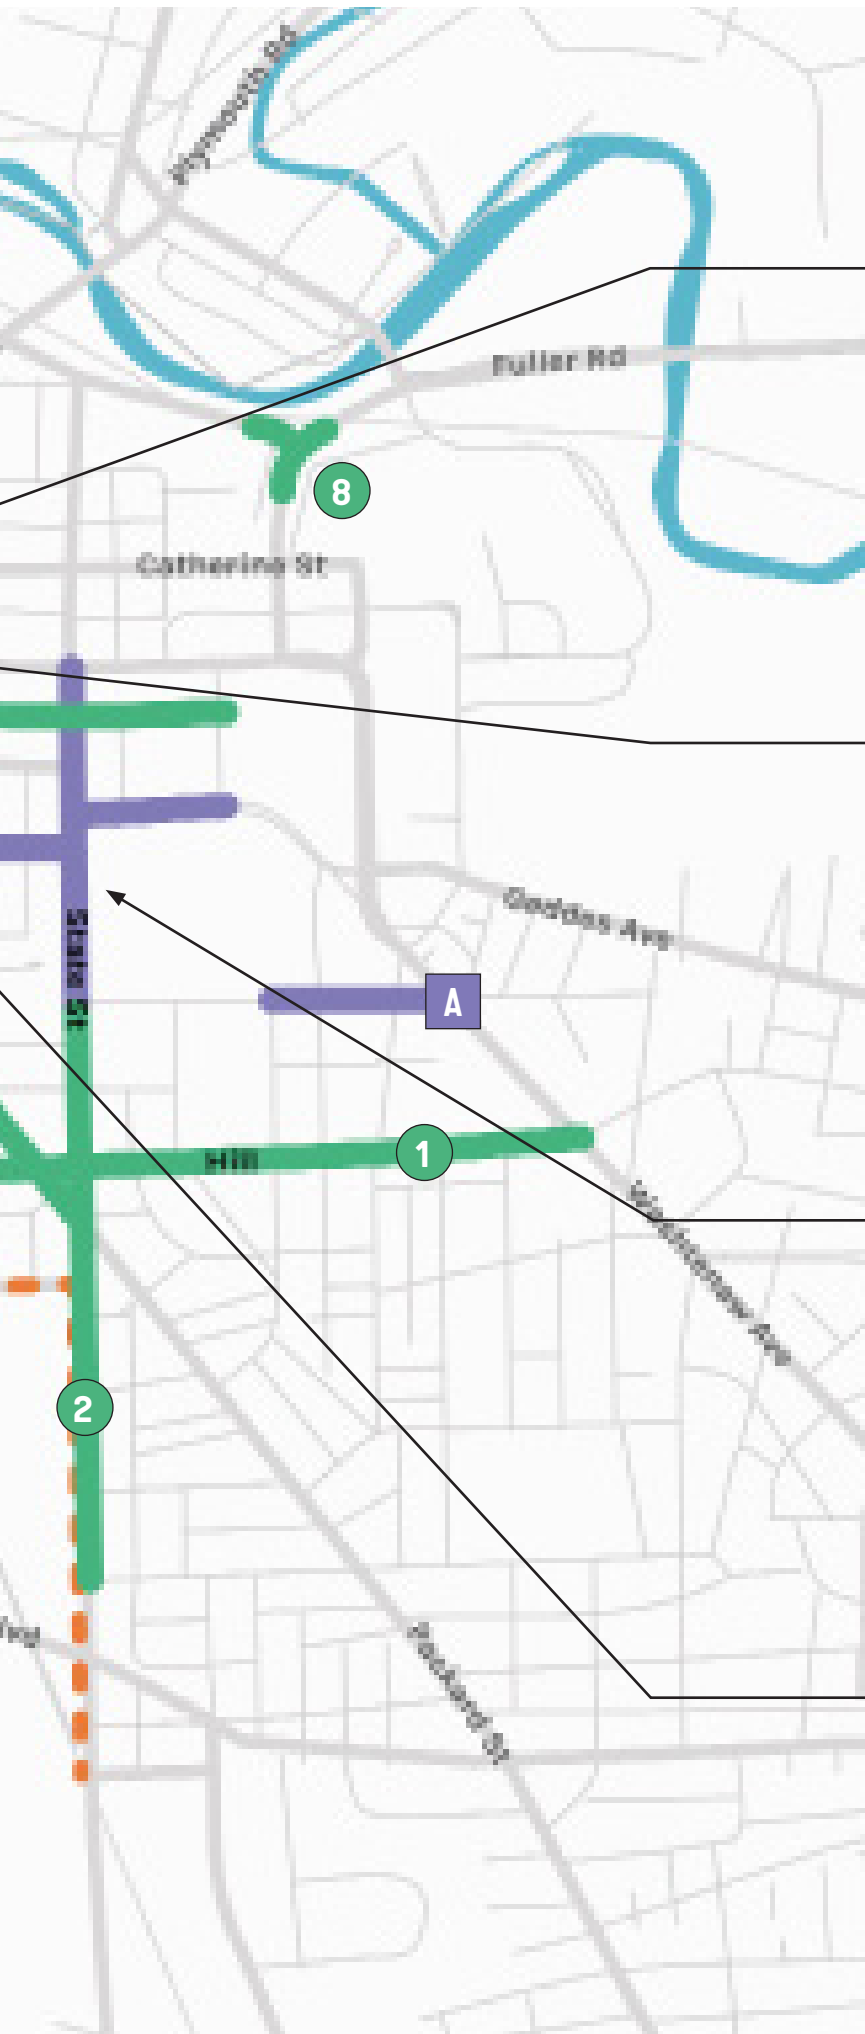 Plymouth Rd
Fuller Rd
8
Catherine St
Geddes Ave
State St
A
1
Hill
Washtenaw Ave
2
Packard St